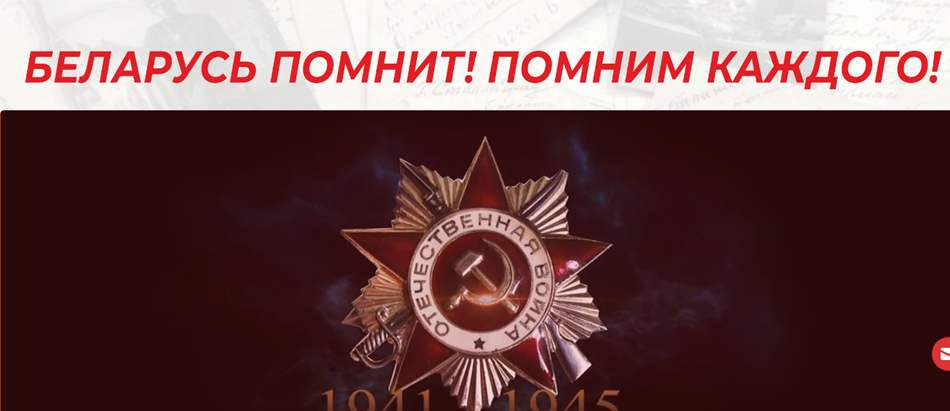 БЕЛАРУСЬ ПОМНИТ! ПОМНИМ КАЖДОГО!
ОТЕЧЕСТВЕННАЯ ВОЙНА
1941 1945